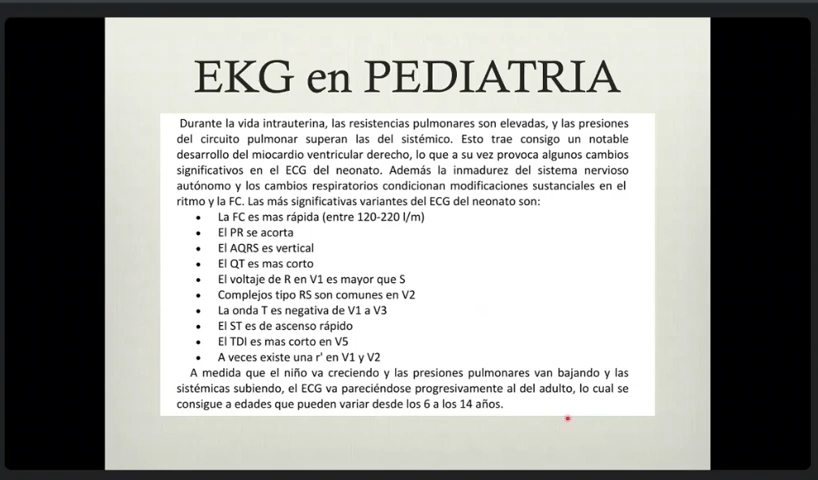 EKG en PEDIATRIA
Durante la vida intrauterina, las resistencias pulmonares son elevadas, y las presiones
del circuito pulmonar superan las del sistémico. Esto trae consigo un notable
desarrollo del miocardio ventricular derecho, lo que a su vez provoca algunos cambios
significativos en el ECG del neonato. Además la inmadurez del sistema nervioso
autónomo y los cambios respiratorios condicionan modificaciones sustanciales en el
ritmo y la FC. Las más significativas variantes del ECG del neonato son:
• La FC es mas rápida (entre 120-220 l/m)
• El PR se acorta
• El AQRS es vertical
• El QT es mas corto
• El voltaje de R en V1 es mayor que S
• Complejos tipo RS son comunes en V2
• La onda T es negativa de V1 a V3
• El ST es de ascenso rápido
• El TDI es mas corto en V5
• A veces existe una r' en V1 y V2
A medida que el niño va creciendo y las presiones pulmonares van bajando y las
sistémicas subiendo, el ECG va pareciéndose progresivamente al del adulto, lo cual se
consigue a edades que pueden variar desde los 6 a los 14 años.